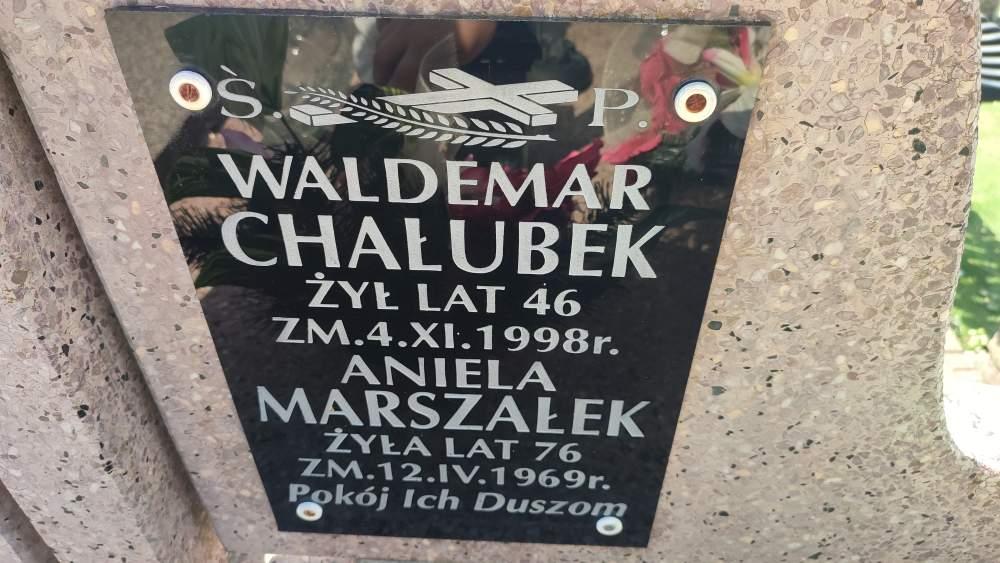 Ś. P.
WALDEMAR
CHAŁUBEK
ŻYŁ LAT 46
ZM.4.XI.1998r.
ANIELA
MARSZAŁEK
ŻYŁA LAT 76
ZM.12.IV.1969r.
Pokój Ich Duszom